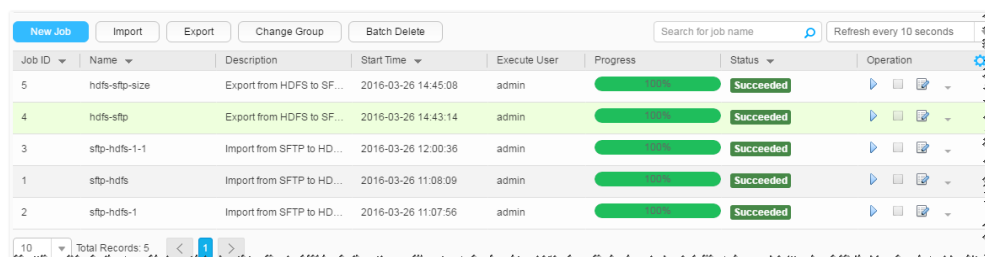 New Job Import Export Change Group Batch Delete Search for job name Refresh every 10 seconds
Job ID Name Description Start Time Execute User Progress Status Operation
5 hdfs-sftp-size Export from HDFS to SF... 2016-03-26 14:45:08 admin 100% Succeeded
4 hdfs-sftp Export from HDFS to SF... 2016-03-26 14:43:14 admin 100% Succeeded
3 sftp-hdfs-1-1 Import from SFTP to HD... 2016-03-26 12:00:36 admin 100% Succeeded
1 sftp-hdfs Import from SFTP to HD... 2016-03-26 11:08:09 admin 100% Succeeded
2 sftp-hdfs-1 Import from SFTP to HD... 2016-03-26 11:07:56 admin 100% Succeeded
10 Total Records: 5 < 1 >